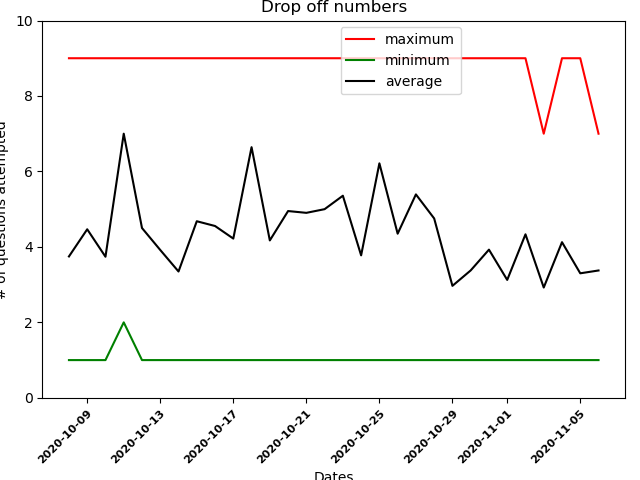 Drop off numbers
maximum
minimum
average
# of questions attempted
10
8
6
4
2
0
2020-10-09
2020-10-13
2020-10-17
2020-10-21
2020-10-25
2020-10-29
2020-11-01
2020-11-05
Dates